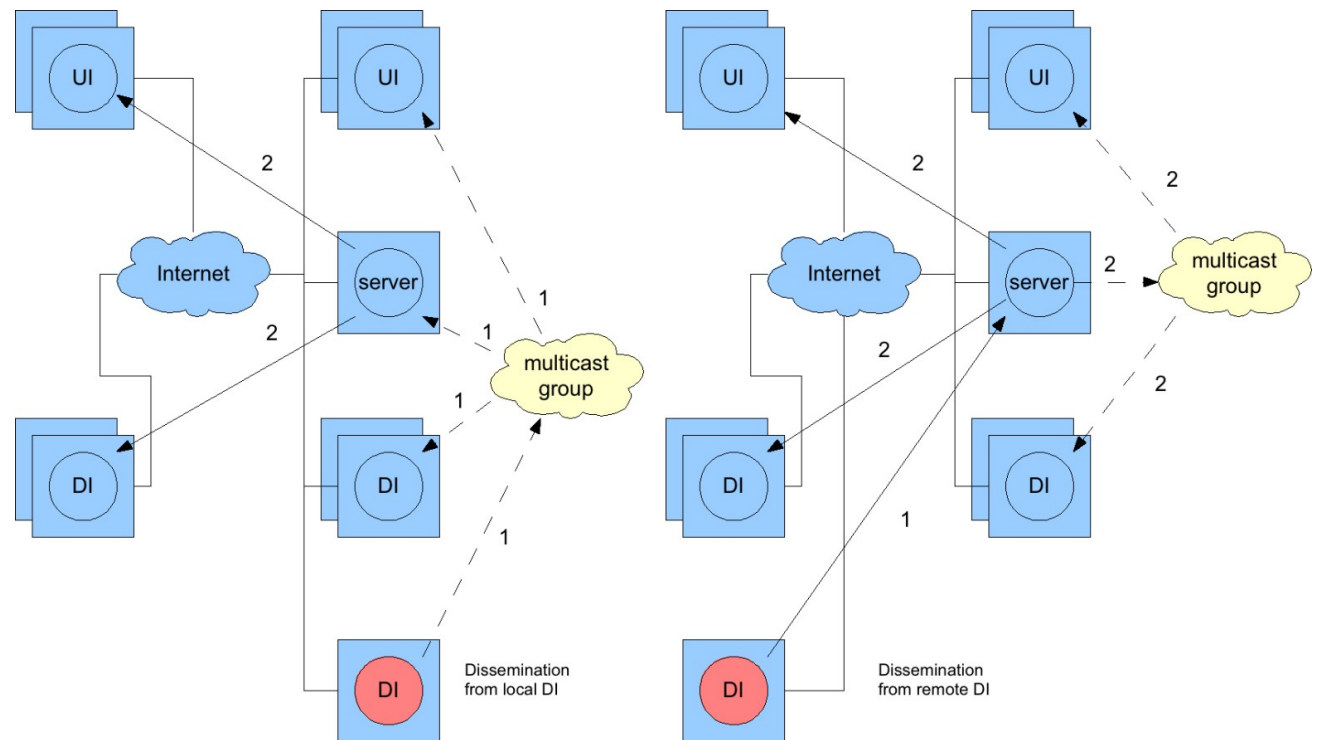 UI
UI
2
Internet
server
1
1
2
multicast
group
1
DI
DI
1
DI
Dissemination
from local DI
UI
UI
2
2
Internet
server
2
multicast
group
2
2
DI
DI
1
DI
Dissemination
from remote DI